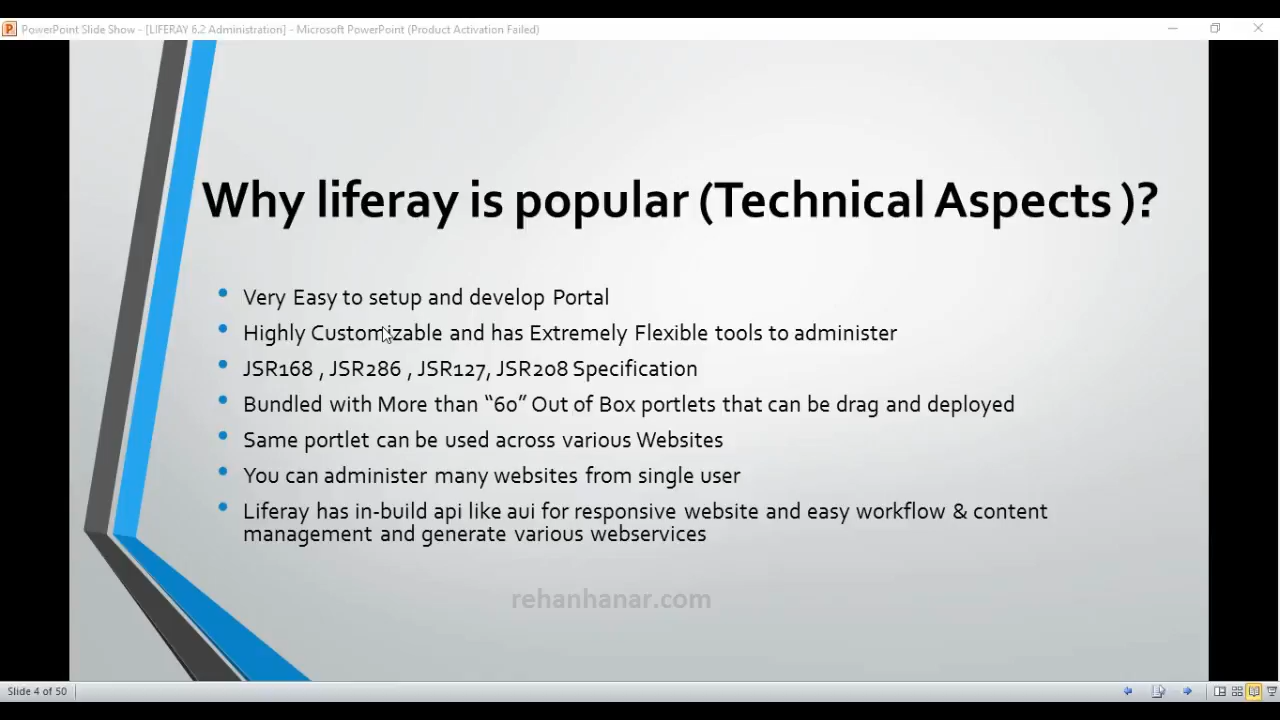 PowerPoint Slide Show - [LIFERAY 6.2 Administration] - Microsoft PowerPoint (Product Activation Failed)
Why liferay is popular (Technical Aspects )?
Very Easy to setup and develop Portal
Highly Customizable and has Extremely Flexible tools to administer
JSR168 , JSR286 , JSR127, JSR208 Specification
Bundled with More than “60” Out of Box portlets that can be drag and deployed
Same portlet can be used across various Websites
You can administer many websites from single user
Liferay has in-build api like aui for responsive website and easy workflow & content
management and generate various webservices
rehanhanar.com
Slide 4 of 50